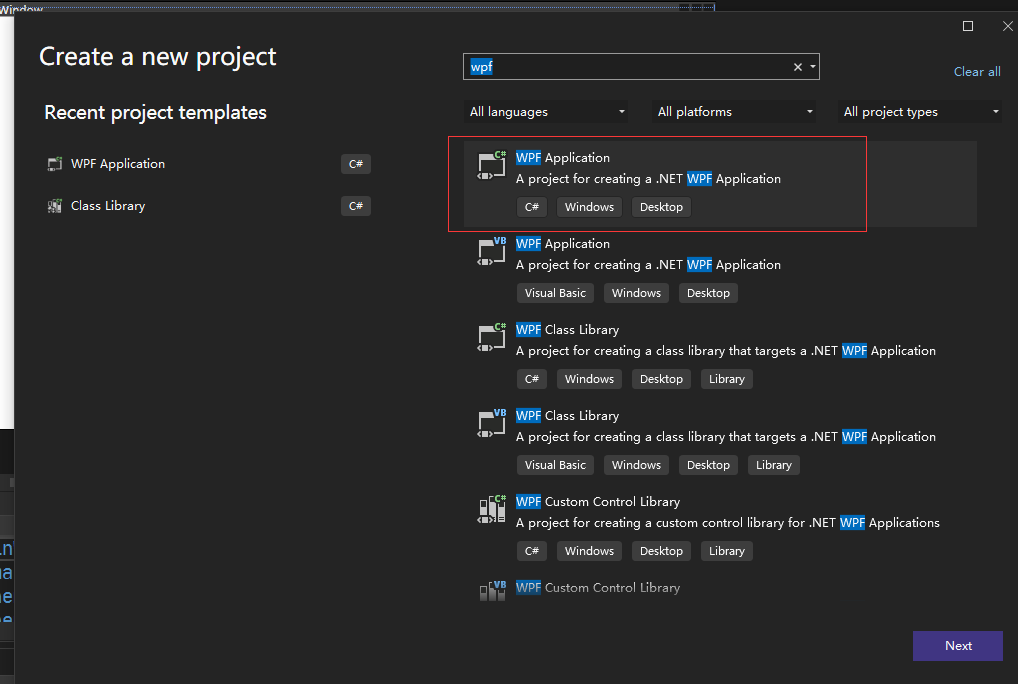 Window
Create a new project
Recent project templates
WPF Application
C#
Class Library
C#
wpf
Clear all
All languages
All platforms
All project types
C#
WPF Application
A project for creating a .NET WPF Application
C# Windows Desktop
VB
WPF Application
A project for creating a .NET WPF Application
Visual Basic Windows Desktop
C#
WPF Class Library
A project for creating a class library that targets a .NET WPF Application
C# Windows Desktop Library
VB
WPF Class Library
A project for creating a class library that targets a .NET WPF Application
Visual Basic Windows Desktop Library
C#
WPF Custom Control Library
A project for creating a custom control library for .NET WPF Applications
C# Windows Desktop Library
VB
WPF Custom Control Library
Next